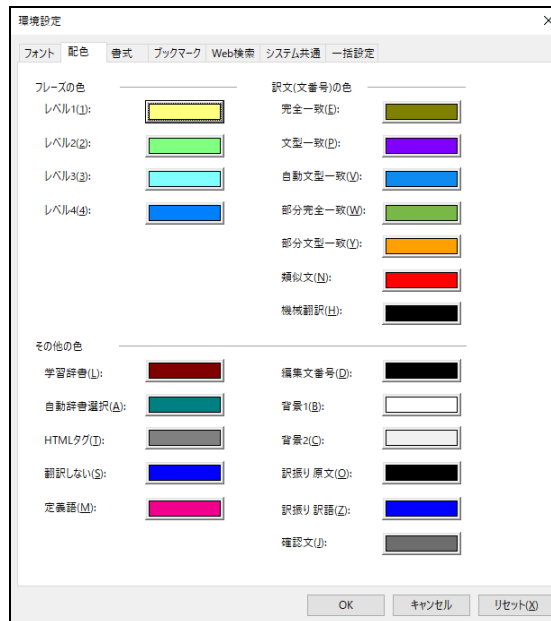 環境設定
フォント 配色 書式 ブックマーク Web検索 システム共通 一括設定
フレーズの色
レベル1(1):
レベル2(2):
レベル3(3):
レベル4(4):
訳文(文番号)の色
完全一致(E):
文型一致(P):
自動文型一致(V):
部分完全一致(W):
部分文型一致(Y):
類似文(N):
機械翻訳(H):
その他の色
学習辞書(L):
自動辞書選択(A):
HTMLタグ(T):
翻訳しない(S):
定義語(M):
編集文番号(D):
背景1(B):
背景2(C):
訳振り原文(O):
訳振り訳語(Z):
確認文(J):
OK キャンセル リセット(X)